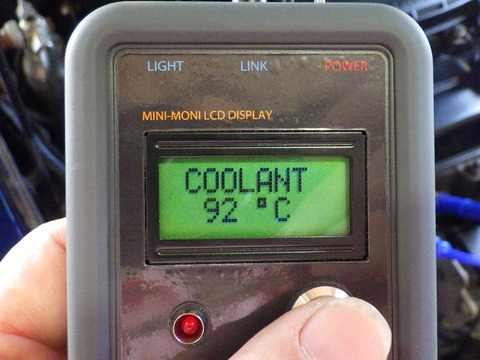 LIGHT LINK POWER
MINI-MONI LCD DISPLAY
COOLANT
92 °C